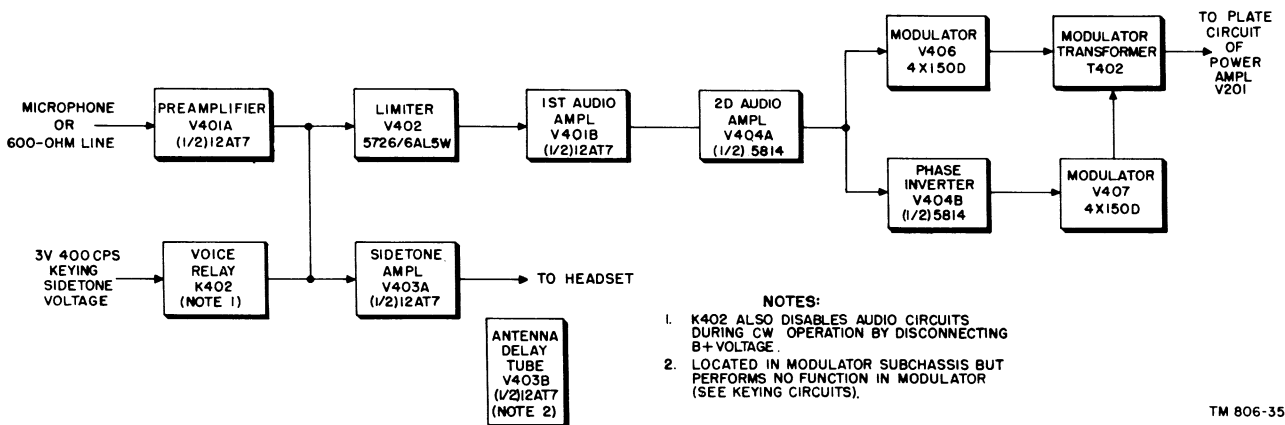 MICROPHONE
OR
600-OHM LINE
PREAMPLIFIER
V401A
(1/2)12AT7
LIMITER
V402
5726/6AL5W
1ST AUDIO
AMPL
V401B
(1/2)12AT7
2D AUDIO
AMPL
V404A
(1/2) 5814
MODULATOR
V406
4X150D
MODULATOR
TRANSFORMER
T402
TO PLATE
CIRCUIT
OF
POWER
AMPL
V201
PHASE
INVERTER
V404B
(1/2)5814
MODULATOR
V407
4X150D
3V 400CPS
KEYING
SIDETONE
VOLTAGE
VOICE
RELAY
K402
(NOTE 1)
SIDETONE
AMPL
V403A
(1/2)12AT7
TO HEADSET
ANTENNA
DELAY
TUBE
V403B
(1/2)12AT7
(NOTE 2)
NOTES:
1. K402 ALSO DISABLES AUDIO CIRCUITS
DURING CW OPERATION BY DISCONNECTING
B+VOLTAGE.
2. LOCATED IN MODULATOR SUBCHASSIS BUT
PERFORMS NO FUNCTION IN MODULATOR
(SEE KEYING CIRCUITS).
TM 806-35